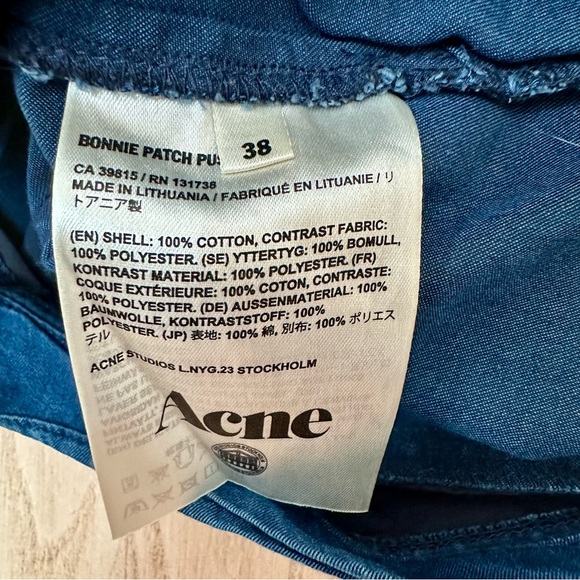 38
BONNIE PATCH
CA 39815 / RN 131738
MADE IN LITHUANIA / FABRIQUÉ EN LITUANIE / リ
トアニア製
(EN) SHELL: 100% COTTON, CONTRAST FABRIC:
100% POLYESTER. (SE) YTTERTYG: 100% BOMULL,
KONTRAST MATERIAL: 100% POLYESTER. (FR)
COQUE EXTÉRIEURE: 100% COTON, CONTRASTE:
100% POLYESTER. (DE) AUSSENMATERIAL: 100%
BAUMWOLLE, KONTRASTSTOFF: 100%
POLYESTER. (JP) 表地: 100% 綿, 別布: 100% ポリエス
テル
ACNE STUDIOS L.NYG.23 STOCKHOLM
Acne